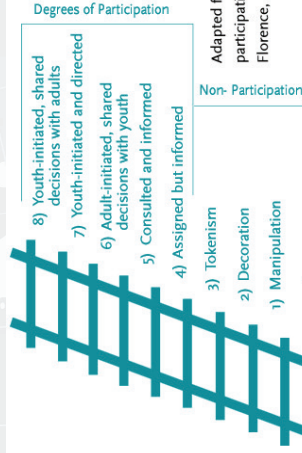 Degrees of Participation
8) Youth-initiated, shared
decisions with adults
7) Youth-initiated and directed
6) Adult-initiated, shared
decisions with youth
5) Consulted and informed
4) Assigned but informed
Non- Participation
3) Tokenism
2) Decoration
1) Manipulation
Adapted
participati
Florence,